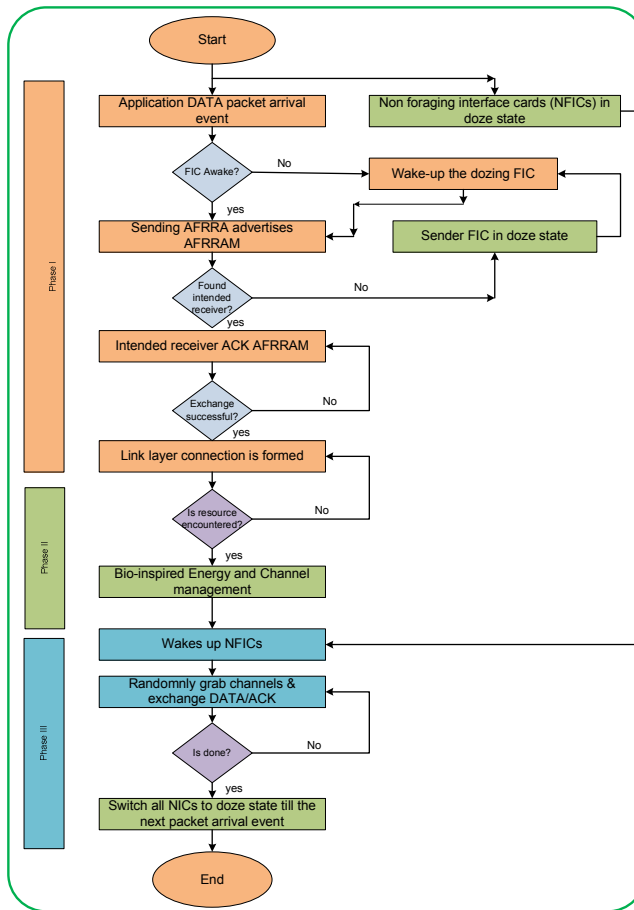 Start
Application DATA packet arrival
event
Non foraging interface cards (NFICs) in
doze state
FIC Awake?
No
Wake-up the dozing FIC
yes
Sending AFRRA advertises
AFRRAM
Sender FIC in doze state
Phase I
Found
intended
receiver?
No
yes
Intended receiver ACK AFRRAM
Exchange
successful?
No
yes
Link layer connection is formed
Is resource
encountered?
No
Phase II
yes
Bio-inspired Energy and Channel
management
Wakes up NFICs
Randomnly grab channels &
exchange DATA/ACK
Phase III
Is done?
No
yes
Switch all NICs to doze state till the
next packet arrival event
End